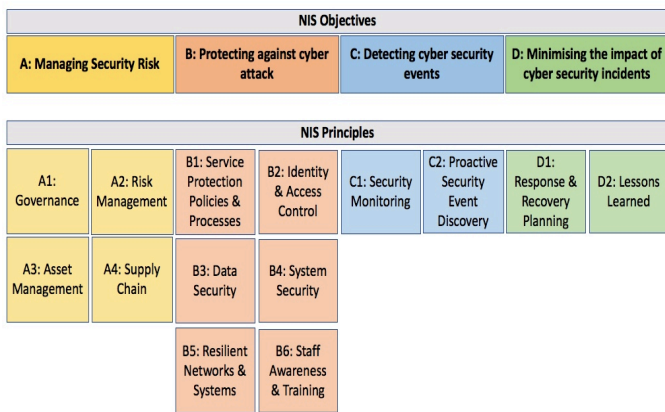 NIS Objectives
A: Managing Security Risk
B: Protecting against cyber
attack
C: Detecting cyber security
events
D: Minimising the impact of
cyber security incidents
NIS Principles
A1:
Governance
A2: Risk
Management
B1: Service
Protection
Policies &
Processes
B2: Identity
& Access
Control
C1: Security
Monitoring
C2: Proactive
Security
Event
Discovery
D1:
Response &
Recovery
Planning
D2: Lessons
Learned
A3: Asset
Management
A4: Supply
Chain
B3: Data
Security
B4: System
Security
B5: Resilient
Networks &
Systems
B6: Staff
Awareness
& Training